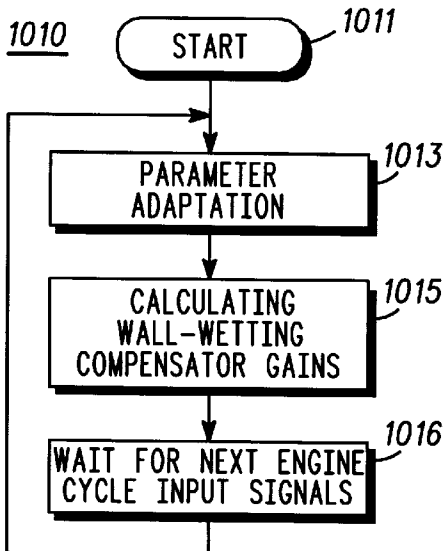 1010
START
1011
PARAMETER
ADAPTATION
1013
CALCULATING
WALL-WETTING
COMPENSATOR GAINS
1015
WAIT FOR NEXT ENGINE
CYCLE INPUT SIGNALS
1016